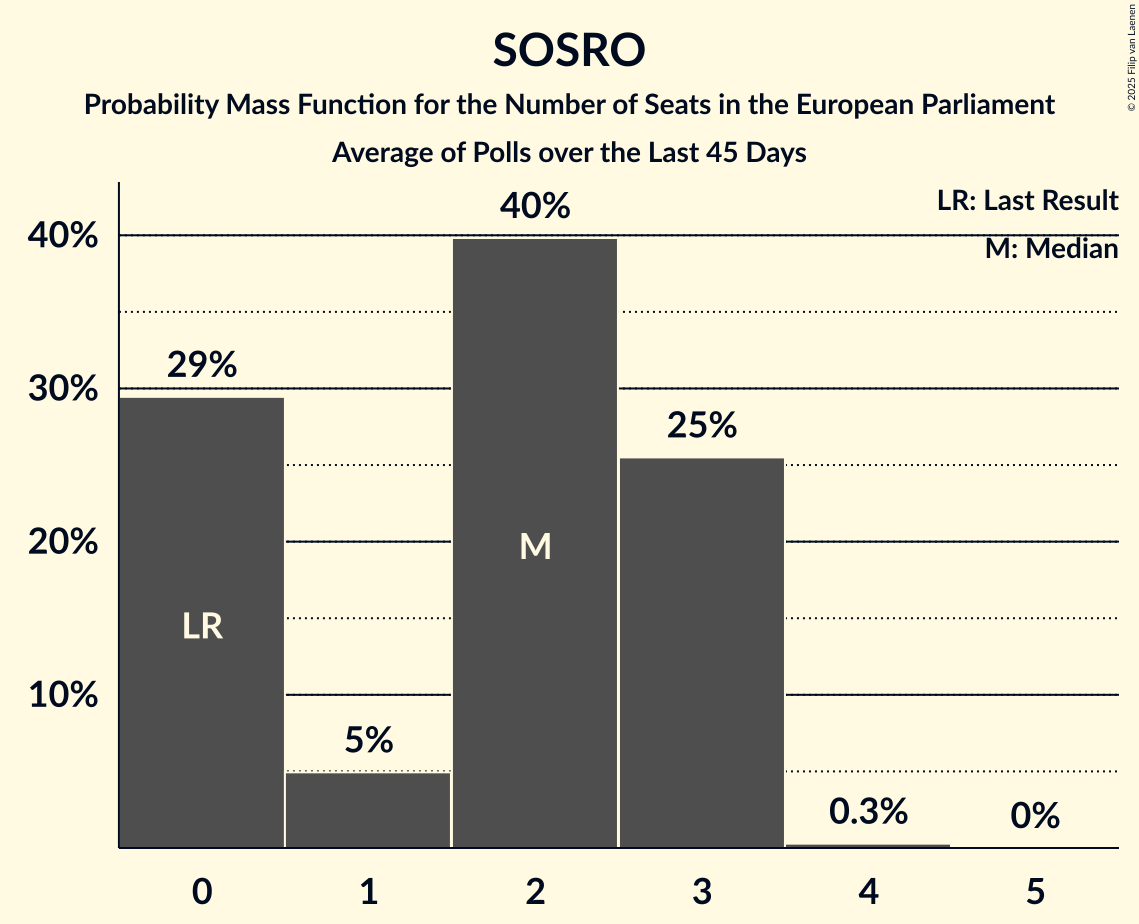 SOSRO
Probability Mass Function for the Number of Seats in the European Parliament
Average of Polls over the Last 45 Days
© 2025 Filip van Laenen
LR: Last Result
M: Median
40%
30%
20%
10%
29%
5%
40%
25%
0.3%
0%
LR
M
0 1 2 3 4 5